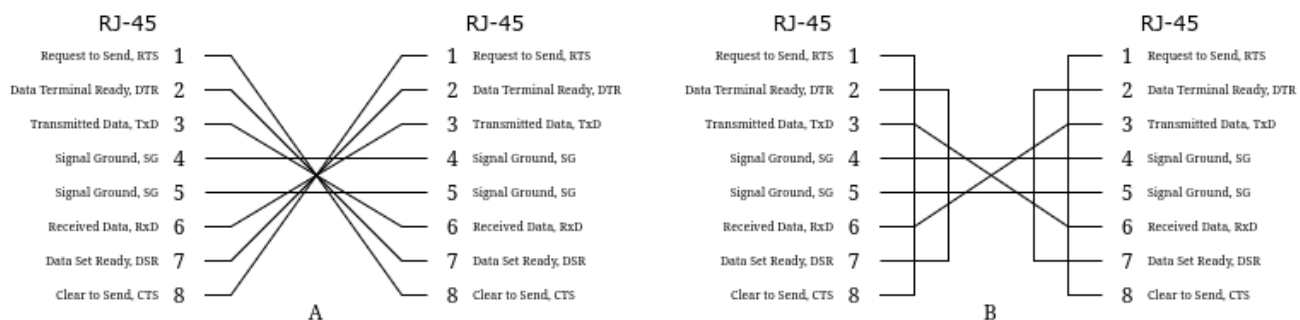 RJ-45 RJ-45 RJ-45 RJ-45
Request to Send, RTS 1 1 Request to Send, RTS Request to Send, RTS 1 1 Request to Send, RTS
Data Terminal Ready, DTR 2 2 Data Terminal Ready, DTR Data Terminal Ready, DTR 2 2 Data Terminal Ready, DTR
Transmitted Data, TxD 3 3 Transmitted Data, TxD Transmitted Data, TxD 3 3 Transmitted Data, TxD
Signal Ground, SG 4 4 Signal Ground, SG Signal Ground, SG 4 4 Signal Ground, SG
Signal Ground, SG 5 5 Signal Ground, SG Signal Ground, SG 5 5 Signal Ground, SG
Received Data, RxD 6 6 Received Data, RxD Received Data, RxD 6 6 Received Data, RxD
Data Set Ready, DSR 7 7 Data Set Ready, DSR Data Set Ready, DSR 7 7 Data Set Ready, DSR
Clear to Send, CTS 8 8 Clear to Send, CTS Clear to Send, CTS 8 8 Clear to Send, CTS
A B